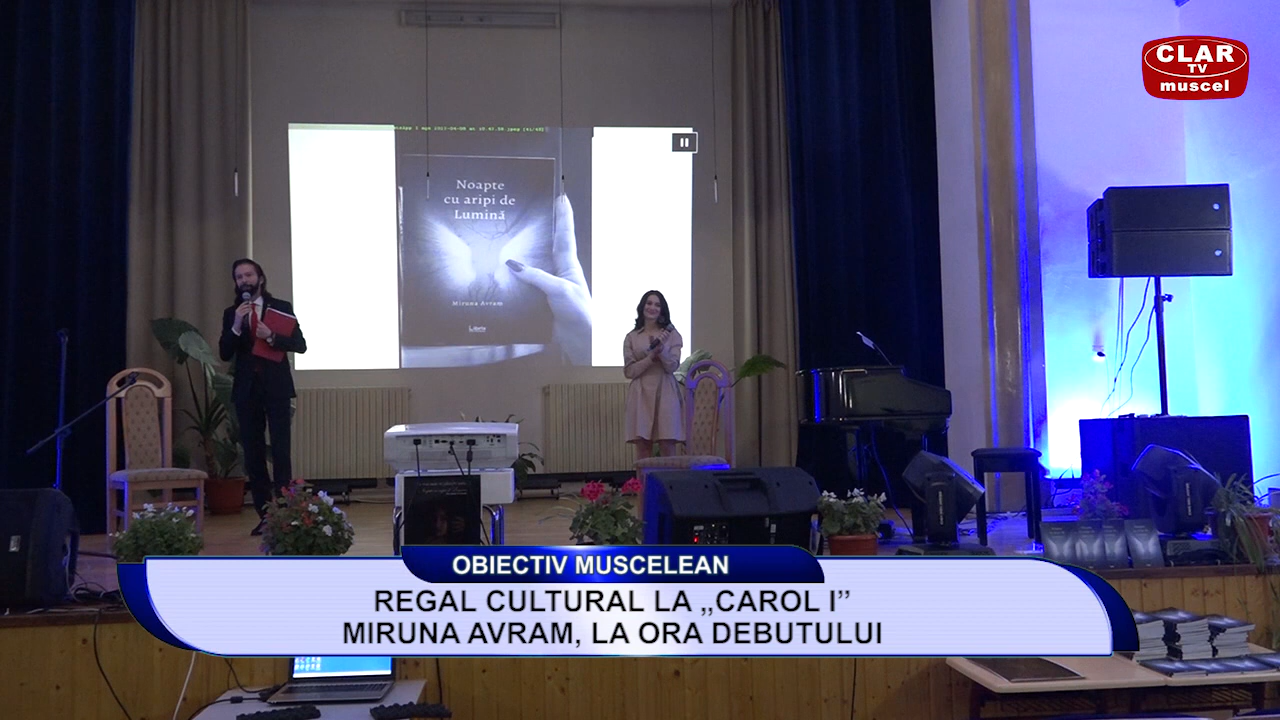 CLAR
TV
muscel
Noapte
cu aripi de
Lumină
Miruna Avram
Libris
OBIECTIV MUSCELEAN
REGAL CULTURAL LA „CAROL I”
MIRUNA AVRAM, LA ORA DEBUTULUI